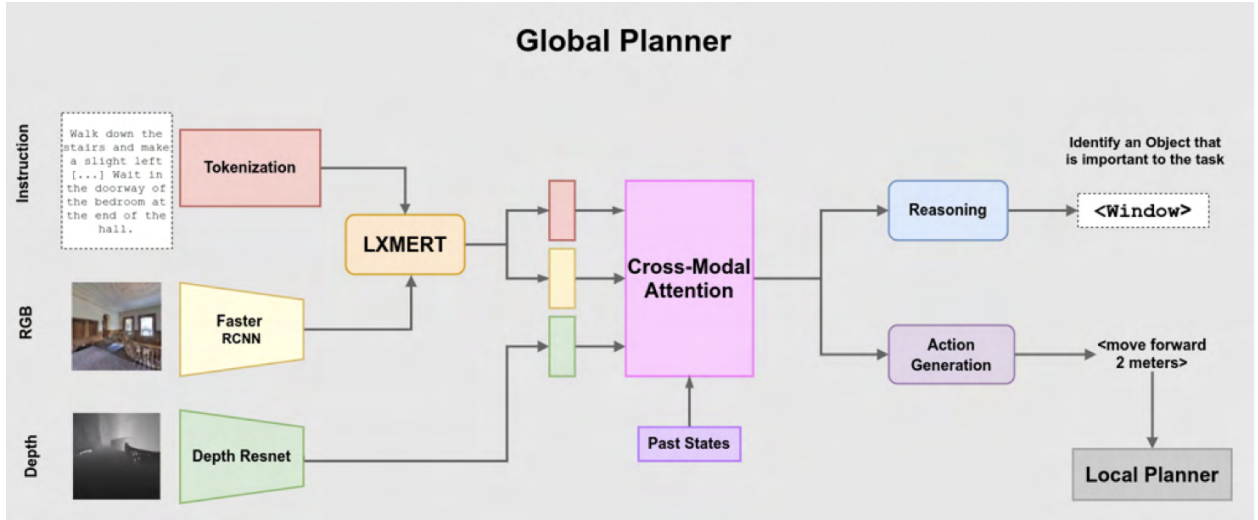 Global Planner
Instruction
Walk down the
stairs and make
a slight left
[...] Wait in
the doorway of
the bedroom at
the end of the
hall.
Tokenization
LXMERT
RGB
Faster
RCNN
Depth
Depth Resnet
Cross-Modal
Attention
Past States
Reasoning
Identify an Object that
is important to the task
<Window>
Action
Generation
<move forward
2 meters>
Local Planner